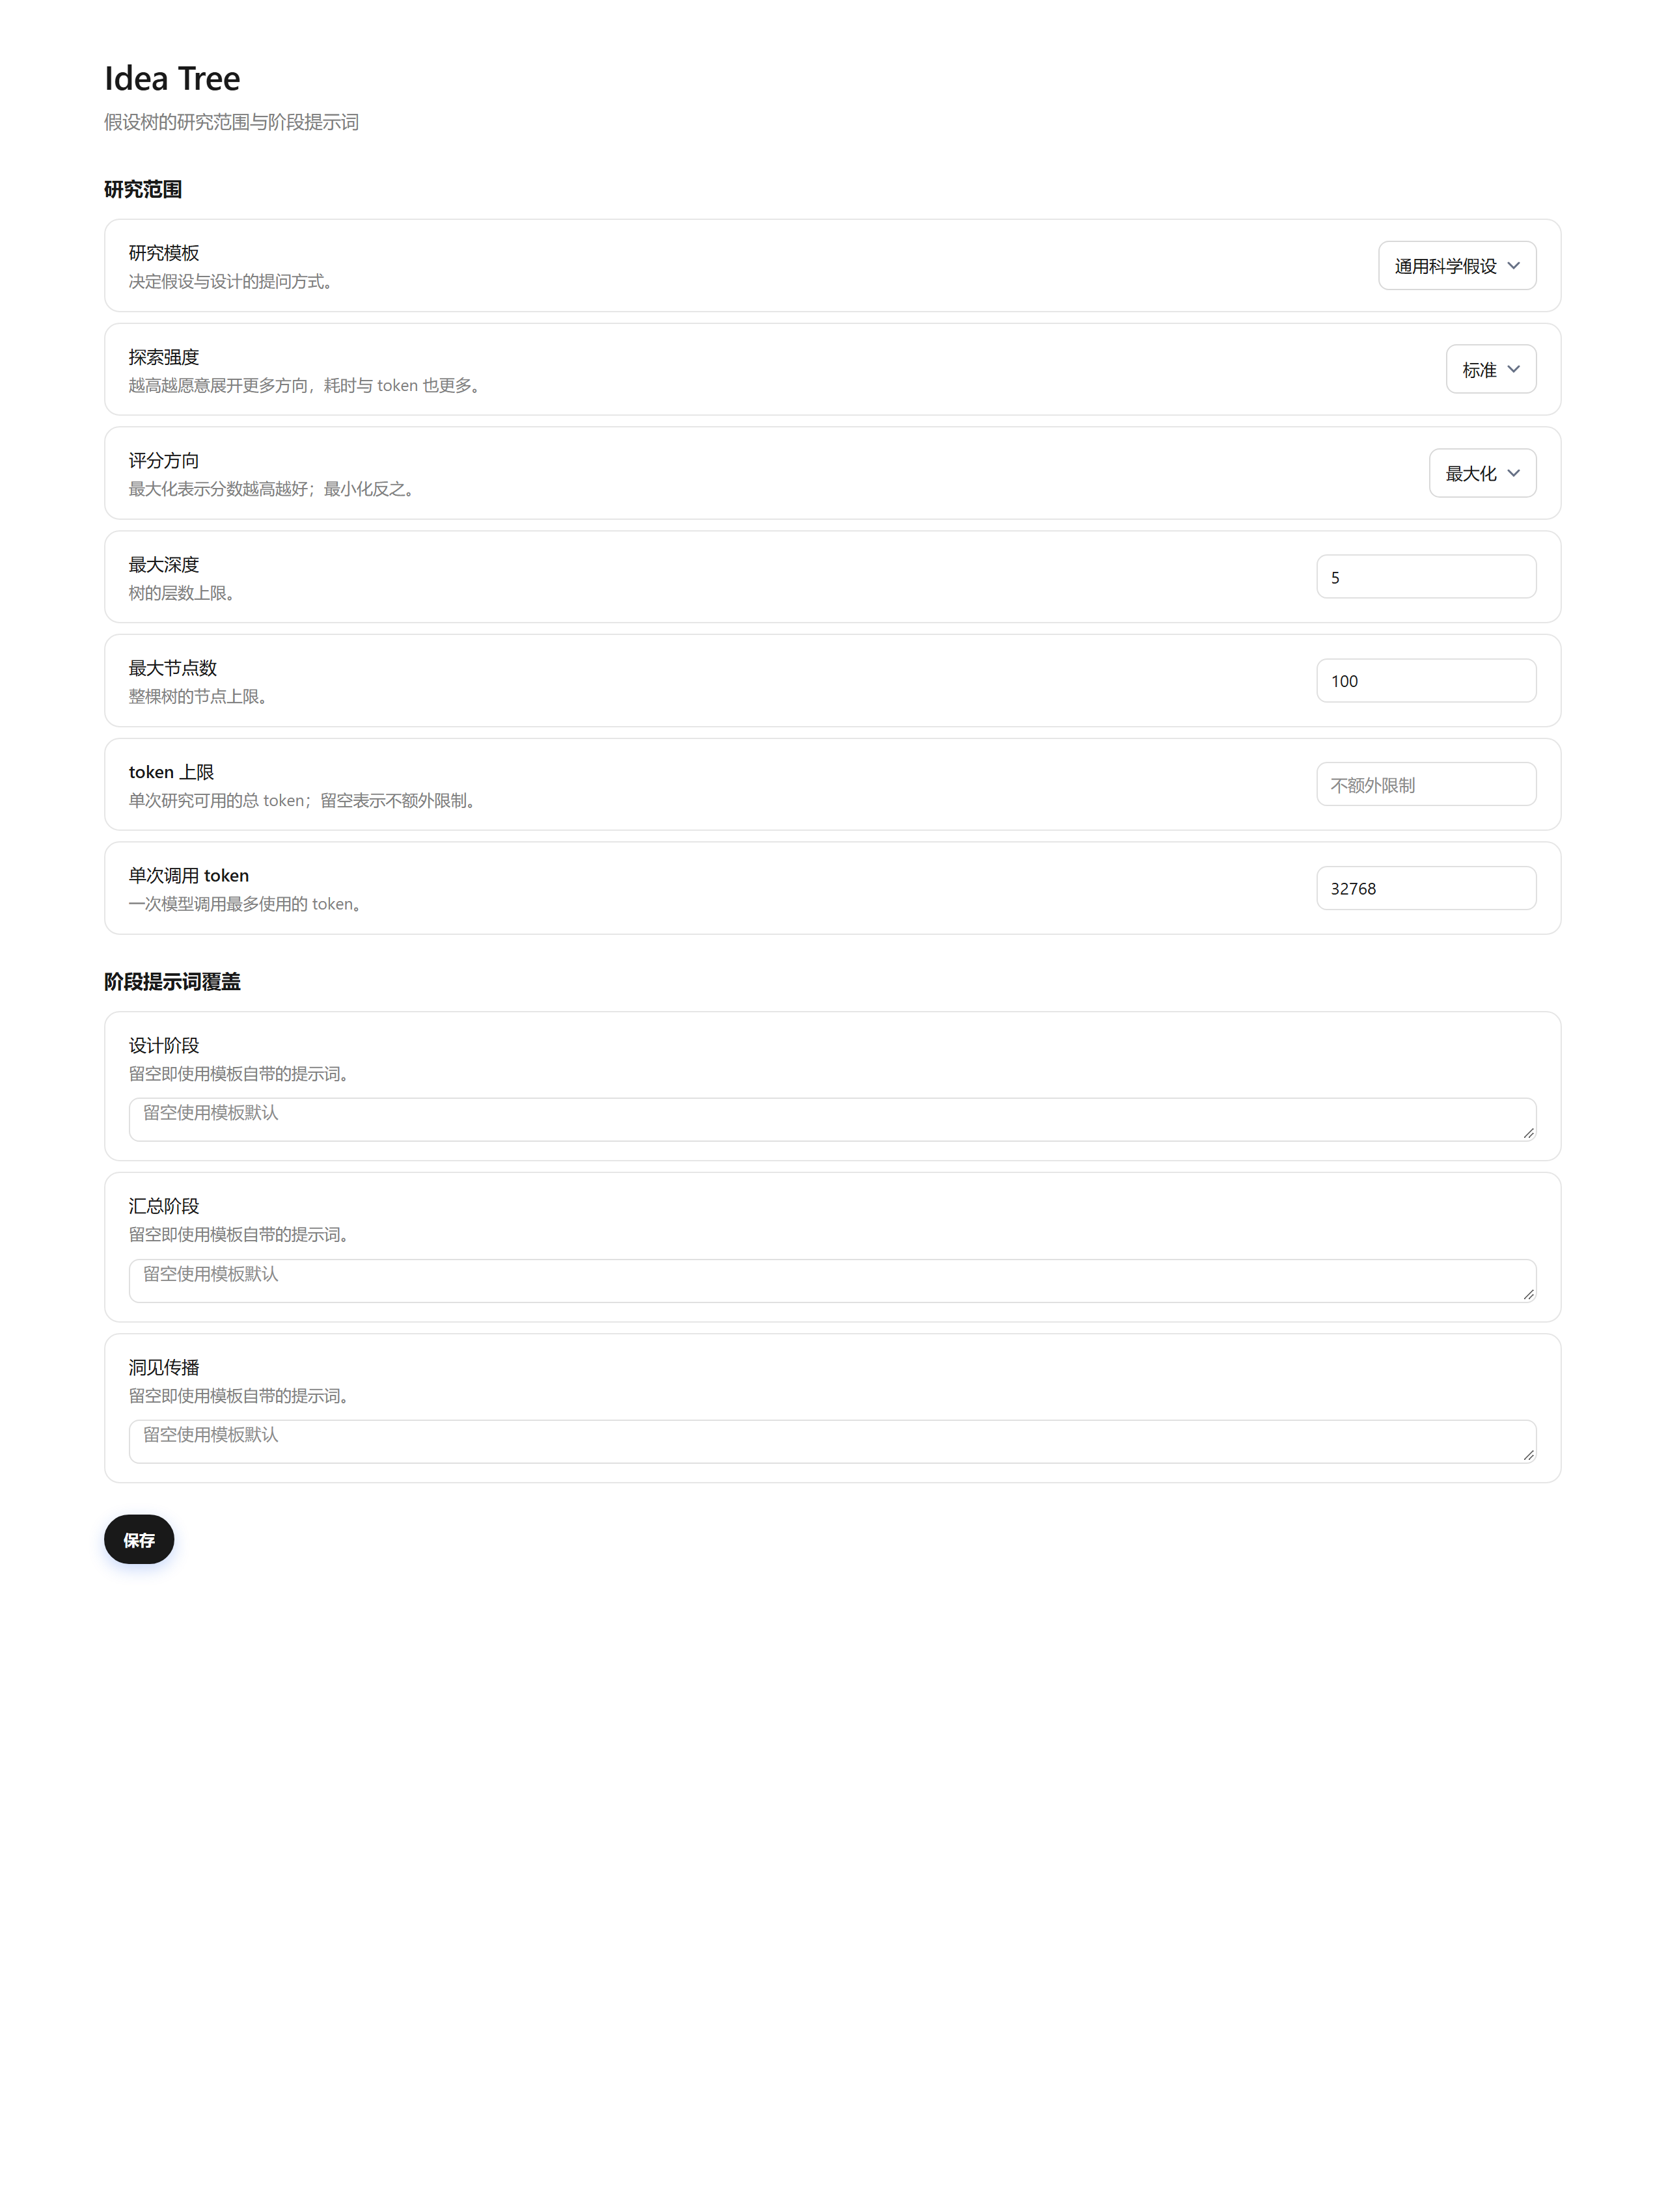 Idea Tree
假设树的研究范围与阶段提示词
研究范围
研究模板
决定假设与设计的提问方式。
通用科学假设
探索强度
越高越愿意展开更多方向，耗时与 token 也更多。
标准
评分方向
最大化表示分数越高越好；最小化反之。
最大化
最大深度
树的层数上限。
5
最大节点数
整棵树的节点上限。
100
token 上限
单次研究可用的总 token；留空表示不额外限制。
不额外限制
单次调用 token
一次模型调用最多使用的 token。
32768
阶段提示词覆盖
设计阶段
留空即使用模板自带的提示词。
留空使用模板默认
汇总阶段
留空即使用模板自带的提示词。
留空使用模板默认
洞见传播
留空即使用模板自带的提示词。
留空使用模板默认
保存